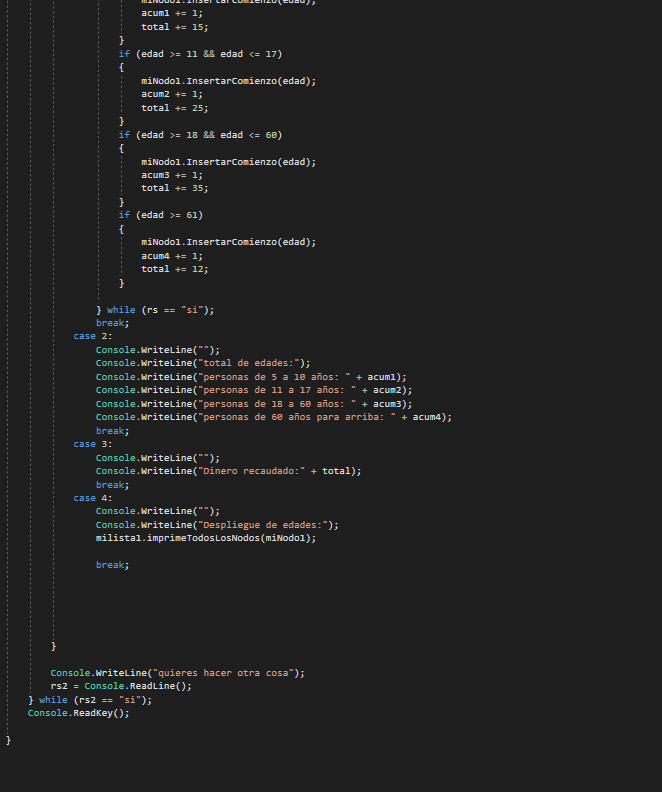 miNodo1.InsertarComienzo(edad);
acum1 += 1;
total += 15;
}
if (edad >= 11 && edad <= 17)
{
miNodo1.InsertarComienzo(edad);
acum2 += 1;
total += 25;
}
if (edad >= 18 && edad <= 60)
{
miNodo1.InsertarComienzo(edad);
acum3 += 1;
total += 35;
}
if (edad >= 61)
{
miNodo1.InsertarComienzo(edad);
acum4 += 1;
total += 12;
}
} while (rs == "si");
break;
case 2:
Console.WriteLine("");
Console.WriteLine("total de edades:");
Console.WriteLine("personas de 5 a 10 años: " + acum1);
Console.WriteLine("personas de 11 a 17 años: " + acum2);
Console.WriteLine("personas de 18 a 60 años: " + acum3);
Console.WriteLine("personas de 60 años para arriba: " + acum4);
break;
case 3:
Console.WriteLine("");
Console.WriteLine("Dinero recaudado:" + total);
break;
case 4:
Console.WriteLine("");
Console.WriteLine("Despliegue de edades:");
milista1.imprimeTodosLosNodos(miNodo1);
break;
}
Console.WriteLine("quieres hacer otra cosa");
rs2 = Console.ReadLine();
} while (rs2 == "si");
Console.ReadKey();
}